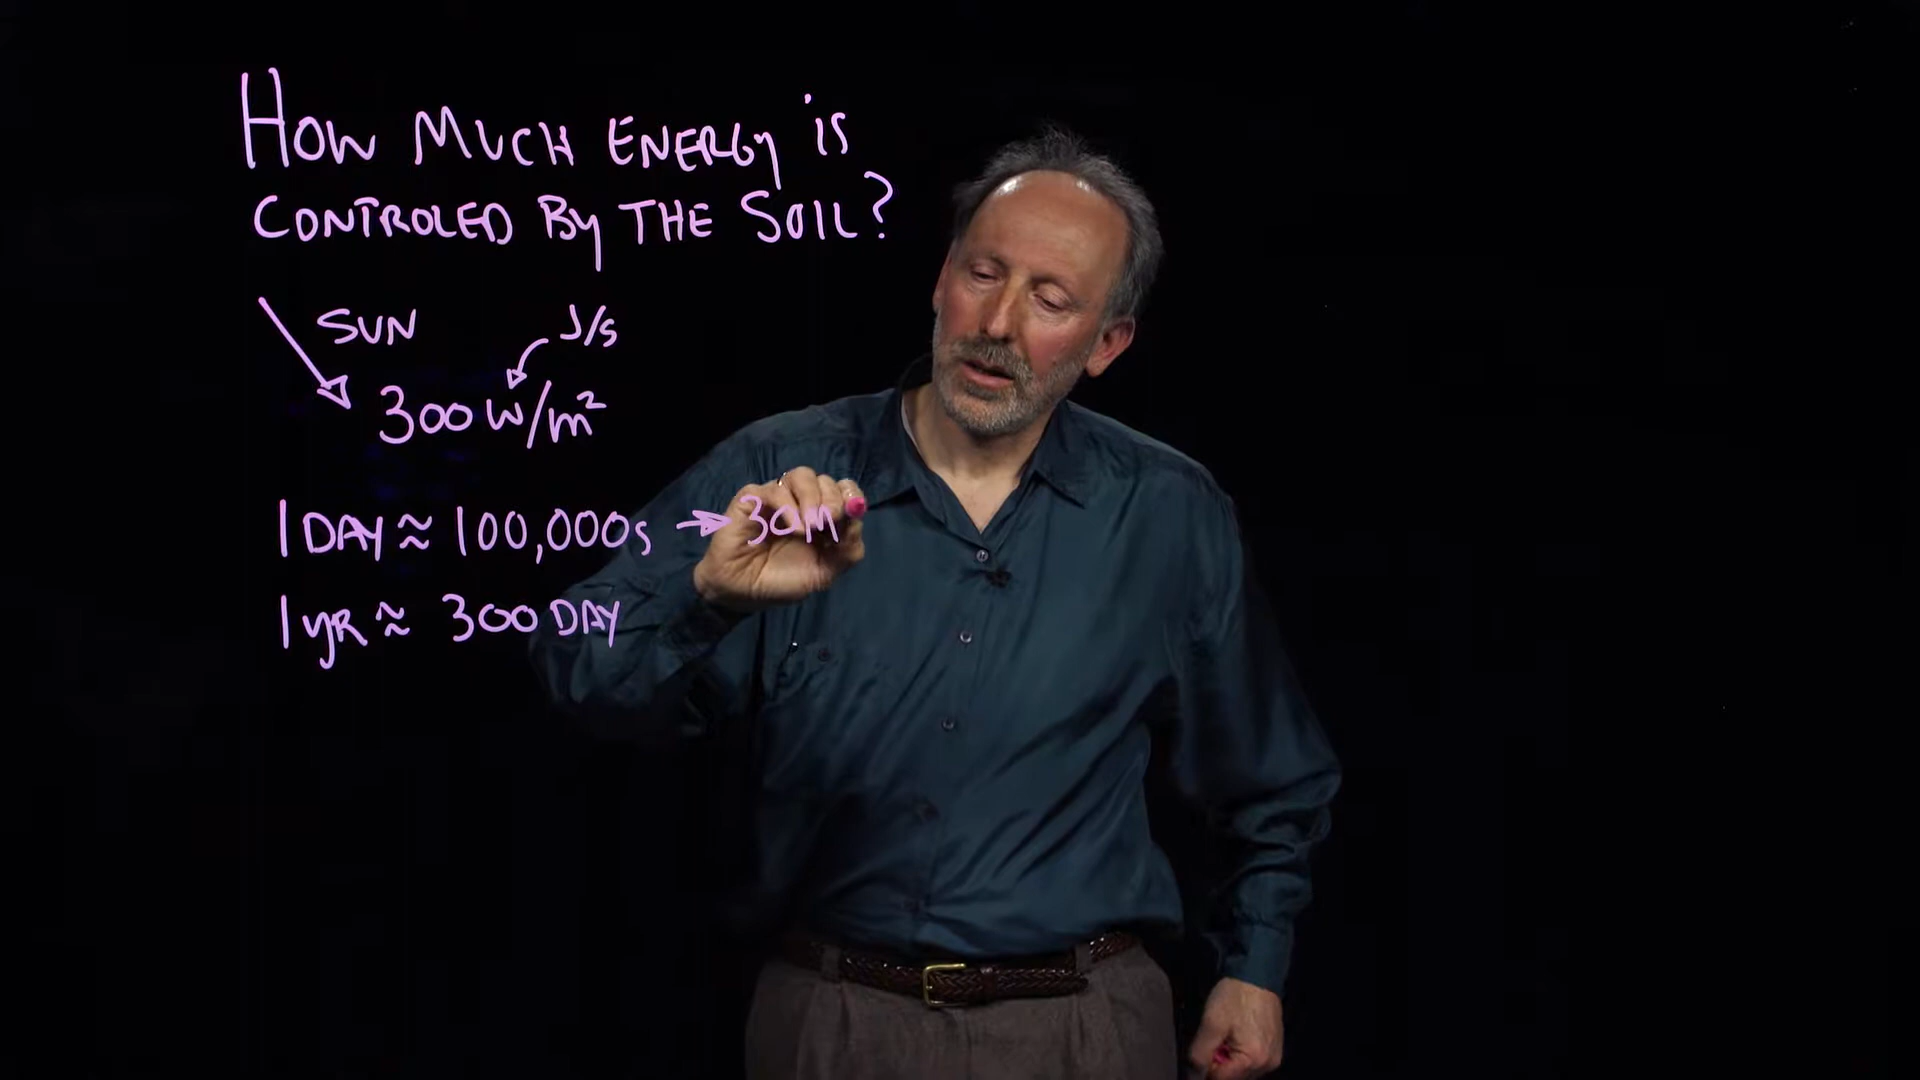 HOW MUCH ENERGY iS
CONTROLED By THE SOIL?
SUN
J/s
300 W/m²
1 DAY ≈ 100,000s → 30M
1 yR ≈ 300 DAY